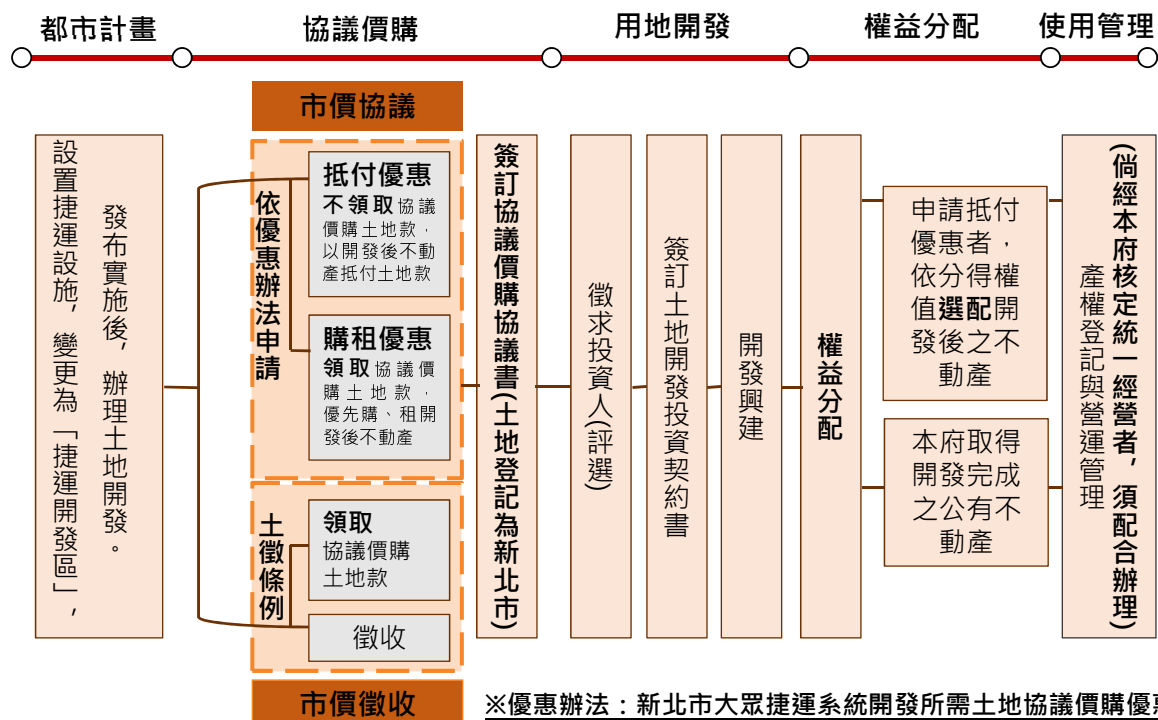 都市計畫
協議價購
用地開發
權益分配
使用管理
市價協議
設置捷運設施，變更為「捷運開發區」，
發布實施後，辦理土地開發。
依優惠辦法申請
抵付優惠
不領取協議
價購土地款，
以開發後不動
產抵付土地款
購租優惠
領取協議價
購土地款，
優先購、租開
發後不動產
土徵條例
領取
協議價購
土地款
徵收
市價徵收
簽訂協議價購協議書(土地登記為新北市)
徵求投資人(評選)
簽訂土地開發投資契約書
開發興建
權益分配
申請抵付
優惠者，
依分得權
值選配開
發後之不
動產
本府取得
開發完成
之公有不
動產
產權登記與營運管理
(倘經本府核定統一經營者，須配合辦理)
※優惠辦法：新北市大眾捷運系統開發所需土地協議價購優